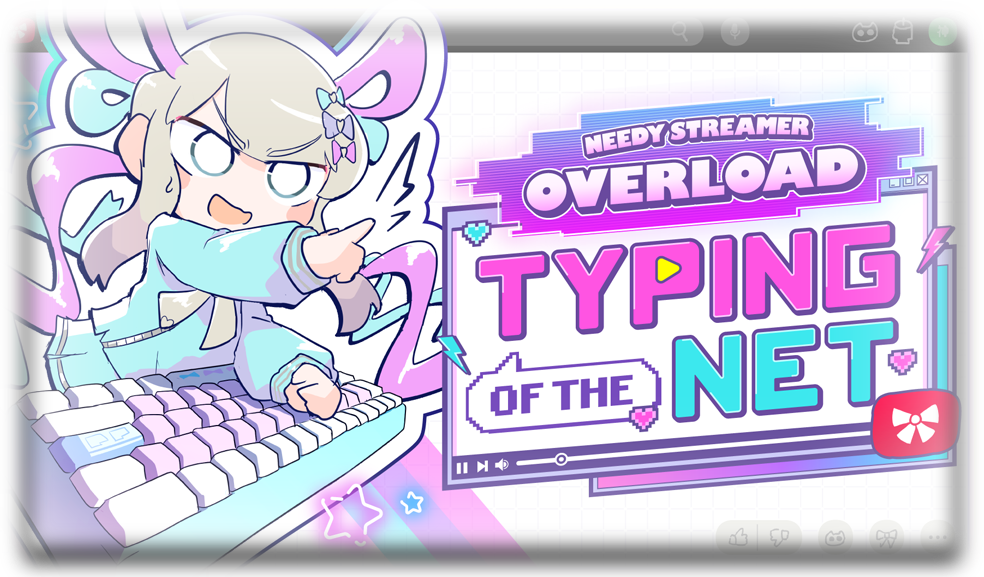 NEEDY STREAMER
OVERLOAD
TYPING
OF THE
NET